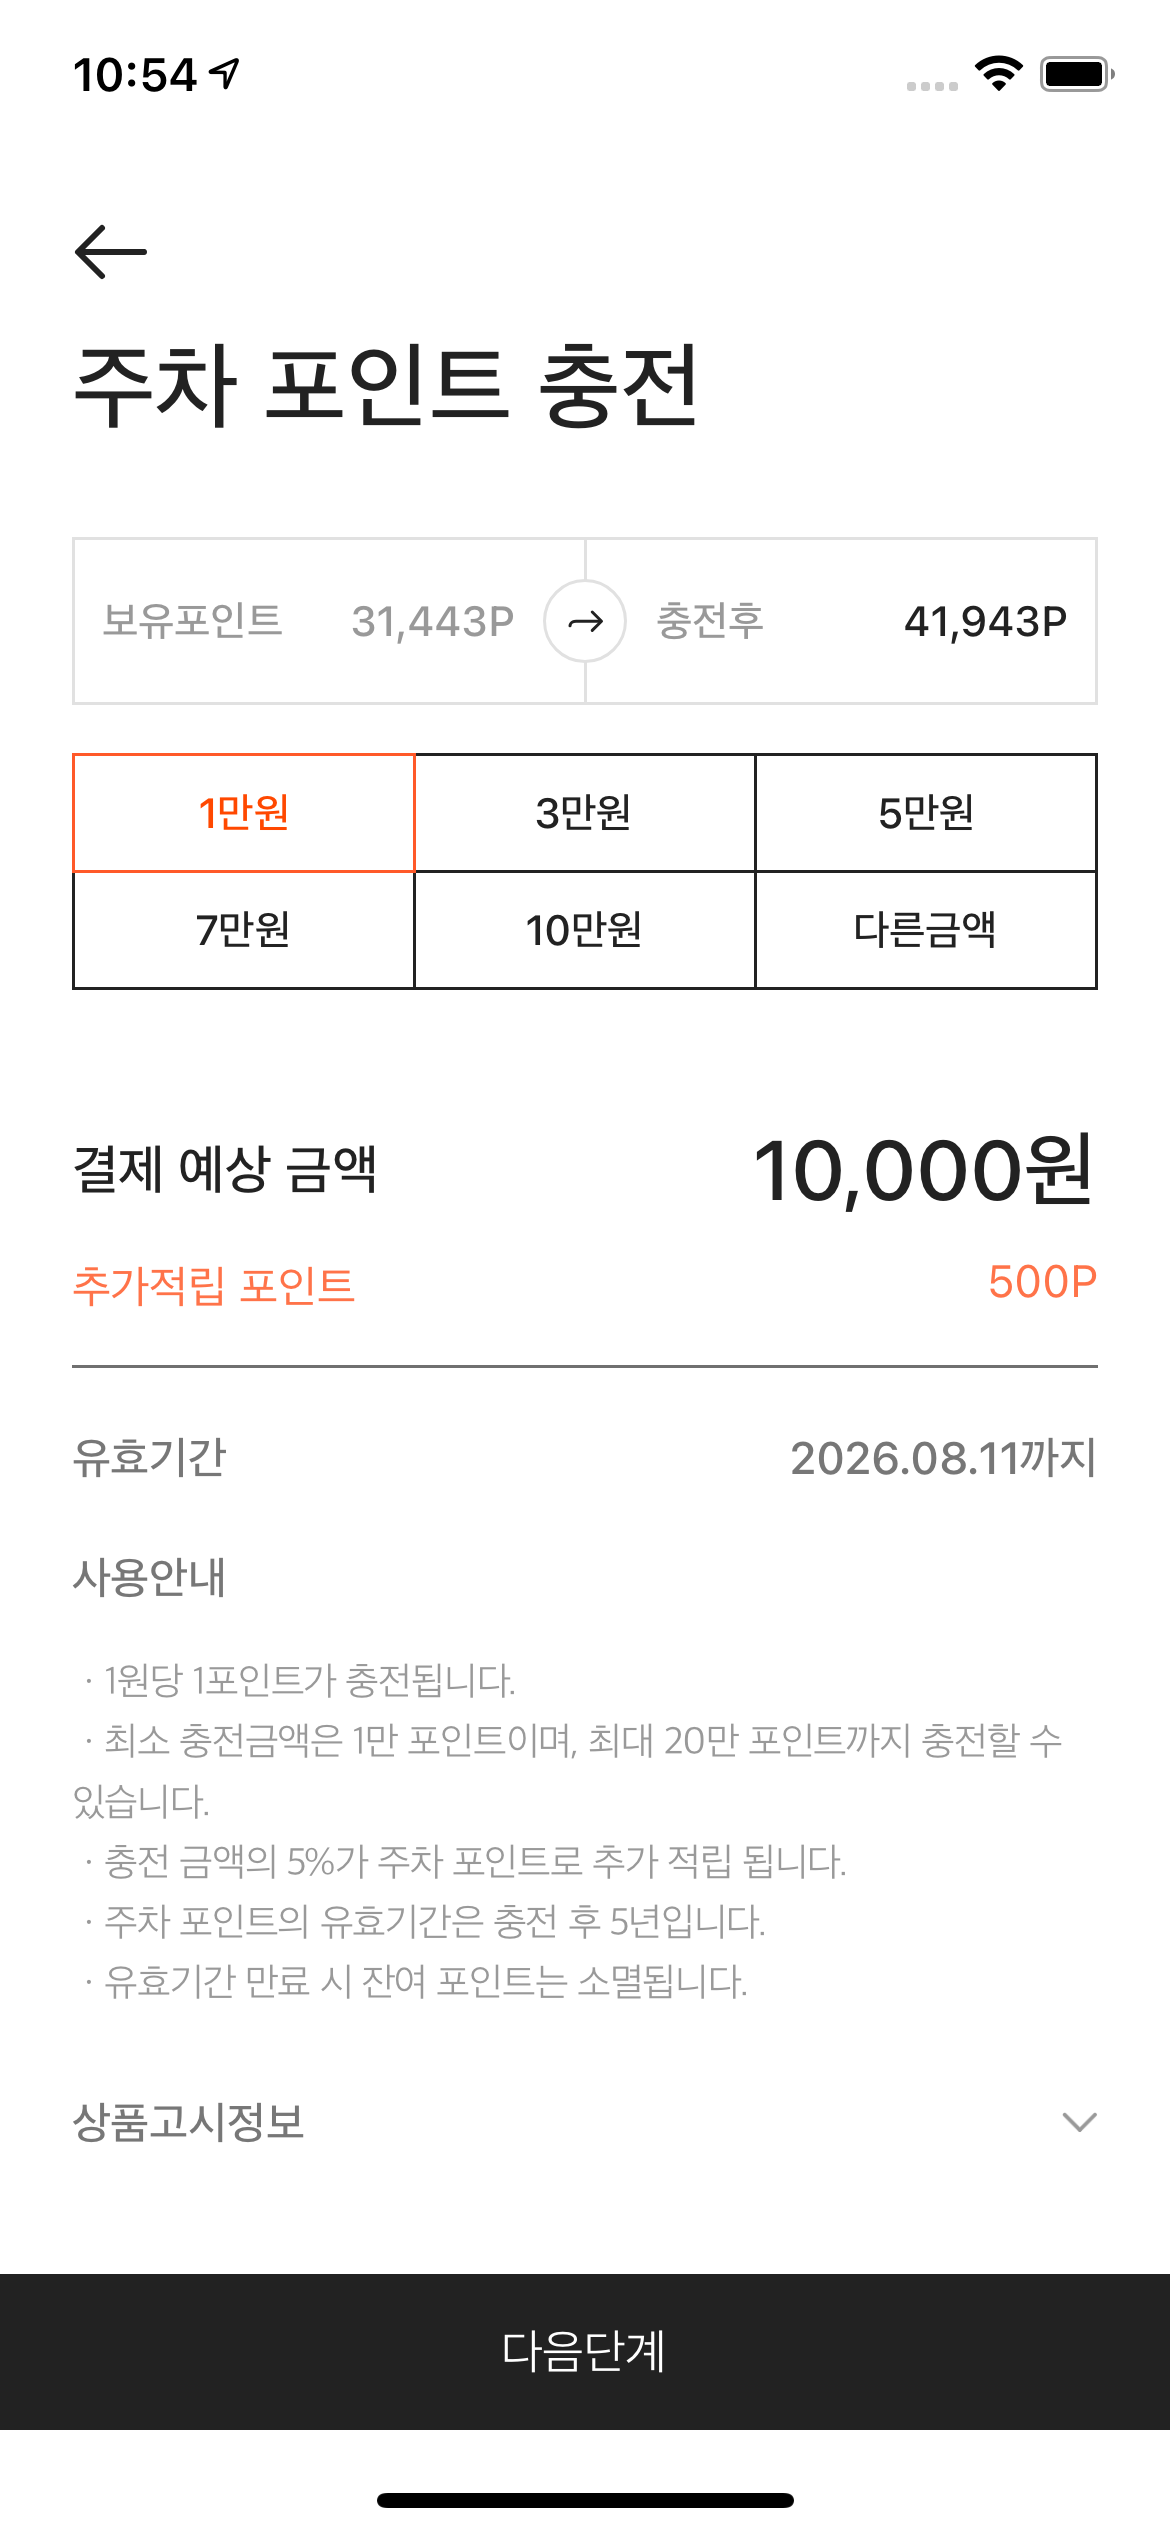 10:54
주차 포인트 충전
보유포인트 31,443P 충전후 41,943P
1만원 3만원 5만원
7만원 10만원 다른금액
결제 예상 금액 10,000원
추가적립 포인트 500P
유효기간 2026.08.11까지
사용안내
· 1원당 1포인트가 충전됩니다.
· 최소 충전금액은 1만 포인트이며, 최대 20만 포인트까지 충전할 수
있습니다.
· 충전 금액의 5%가 주차 포인트로 추가 적립 됩니다.
· 주차 포인트의 유효기간은 충전 후 5년입니다.
· 유효기간 만료 시 잔여 포인트는 소멸됩니다.
상품고시정보
다음단계